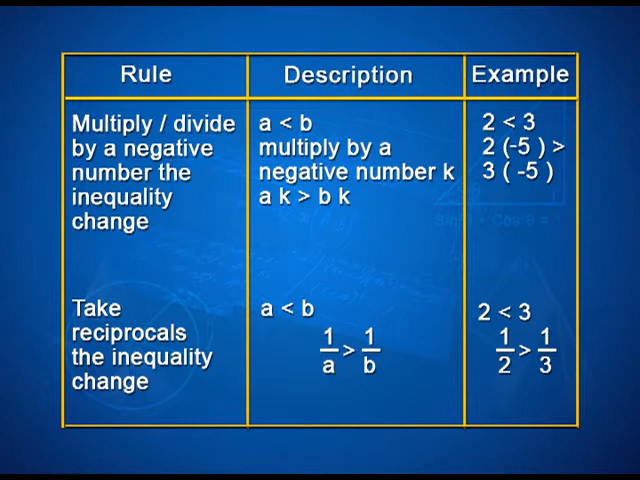 Rule Description Example
Multiply / divide
by a negative
number the
inequality
change
a < b
multiply by a
negative number k
a k > b k
2 < 3
2 (-5 ) >
3 ( -5 )
Take
reciprocals
the inequality
change
a < b
1/a > 1/b
2 < 3
1/2 > 1/3